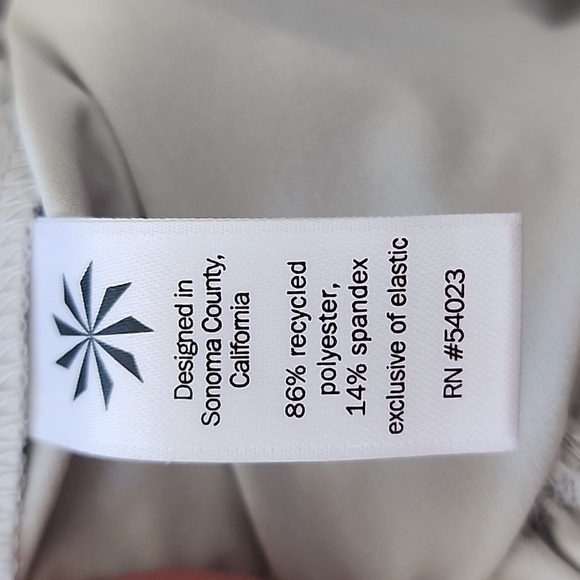 Designed in
Sonoma County,
California
86% recycled
polyester,
14% spandex
exclusive of elastic
RN #54023